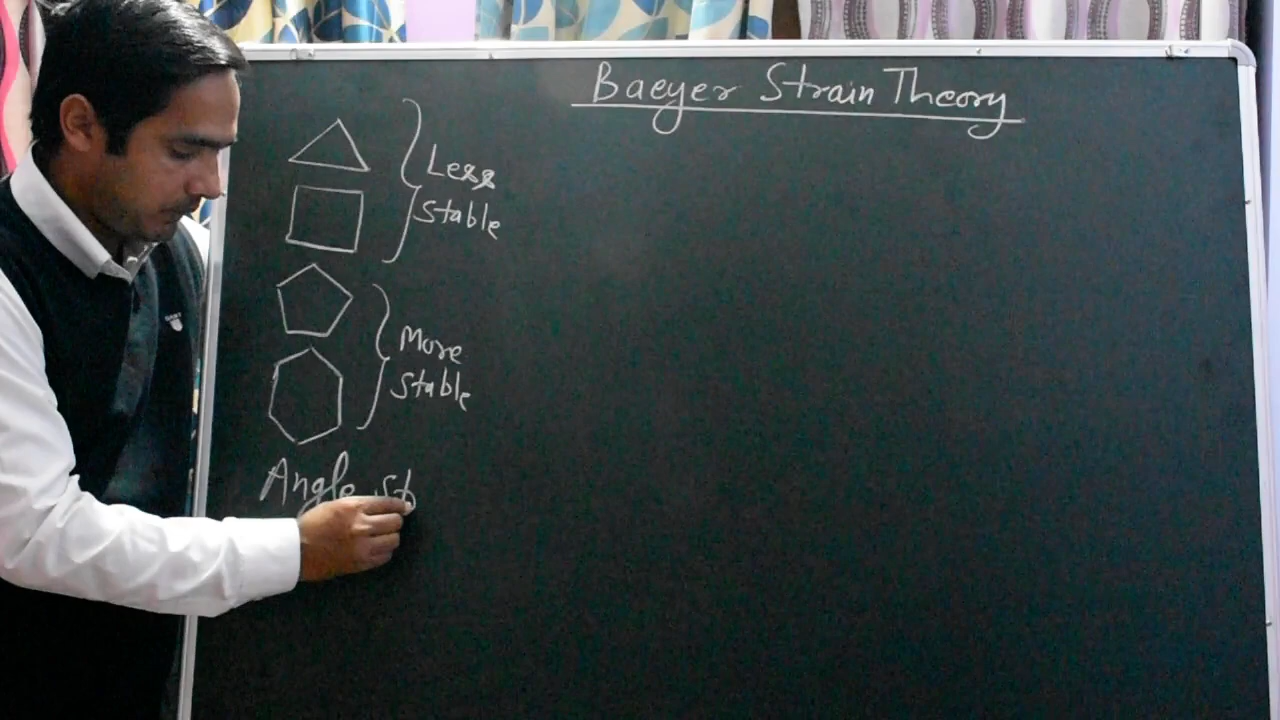 Baeyer Strain Theory
Less
stable
More
stable
Angle st